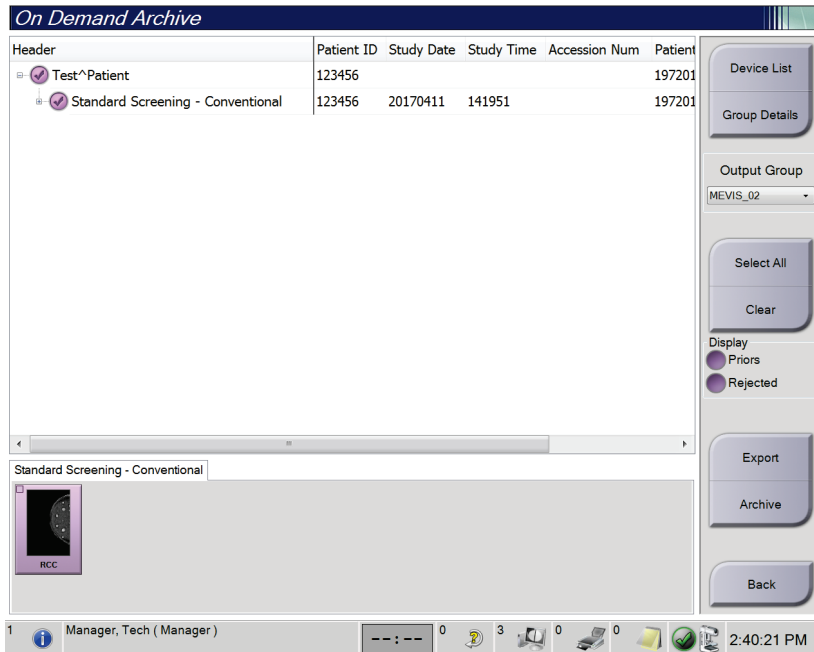 On Demand Archive
Header Patient ID Study Date Study Time Accession Num Patient
Test^Patient 123456 197201
Standard Screening - Conventional 123456 20170411 141951 197201
Device List
Group Details
Output Group
MEVIS_02
Select All
Clear
Display
Priors
Rejected
Export
Archive
Back
Standard Screening - Conventional
RCC
1 Manager, Tech ( Manager ) --:-- 0 3 0 0 2:40:21 PM